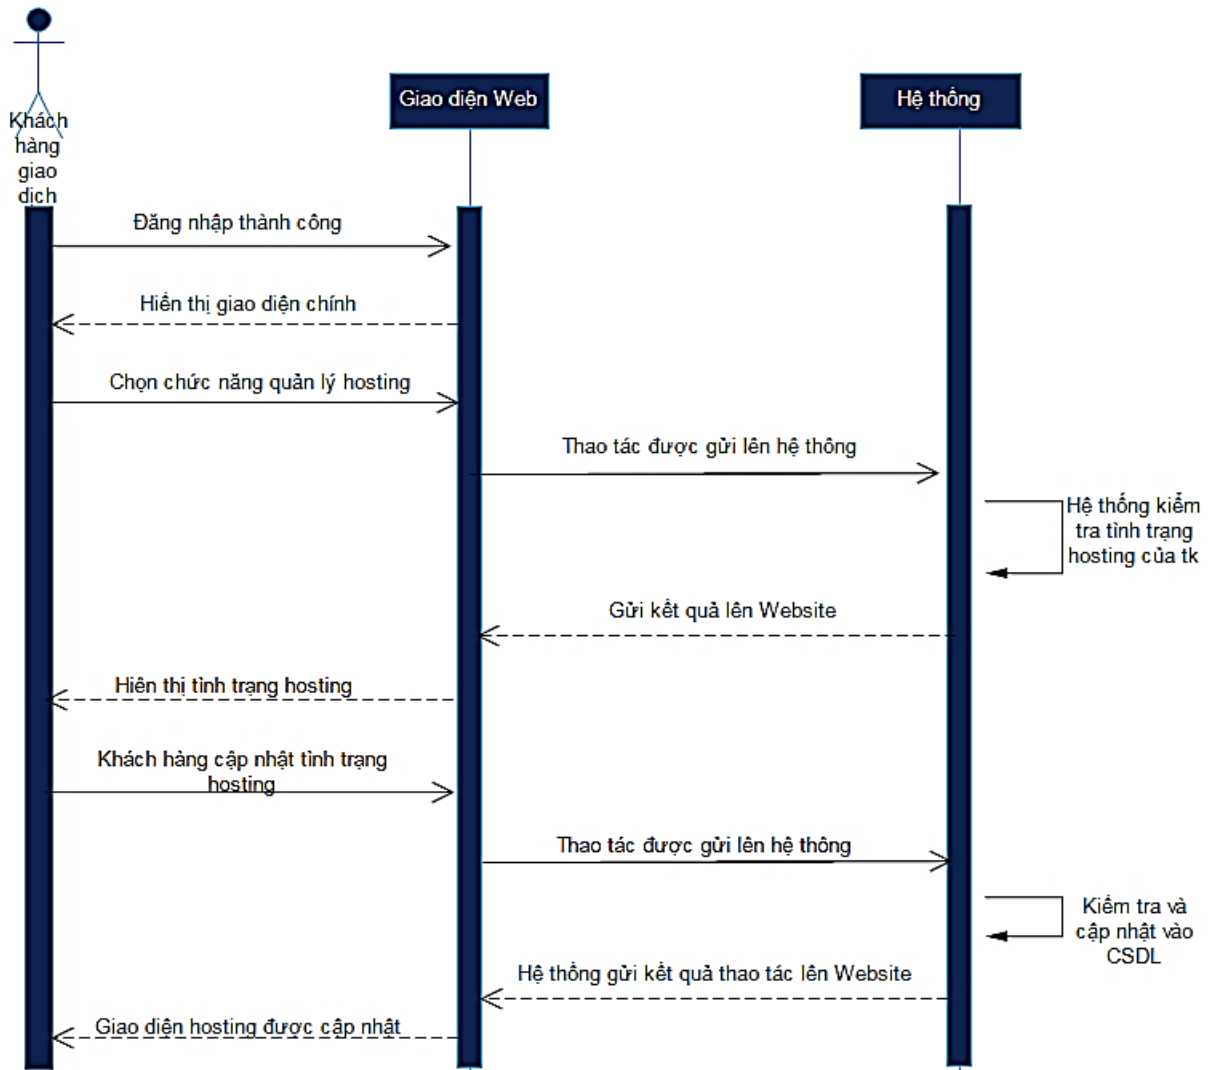 Khách
hàng
giao
dịch
Giao diện Web
Hệ thống
Đăng nhập thành công
Hiển thị giao diện chính
Chọn chức năng quản lý hosting
Thao tác được gửi lên hệ thông
Hệ thống kiểm
tra tình trạng
hosting của tk
Gửi kết quả lên Website
Hiên thị tình trạng hosting
Khách hàng cập nhật tình trạng
hosting
Thao tác được gửi lên hệ thông
Kiểm tra và
cập nhật vào
CSDL
Hệ thống gửi kết quả thao tác lên Website
Giao diện hosting được cập nhật